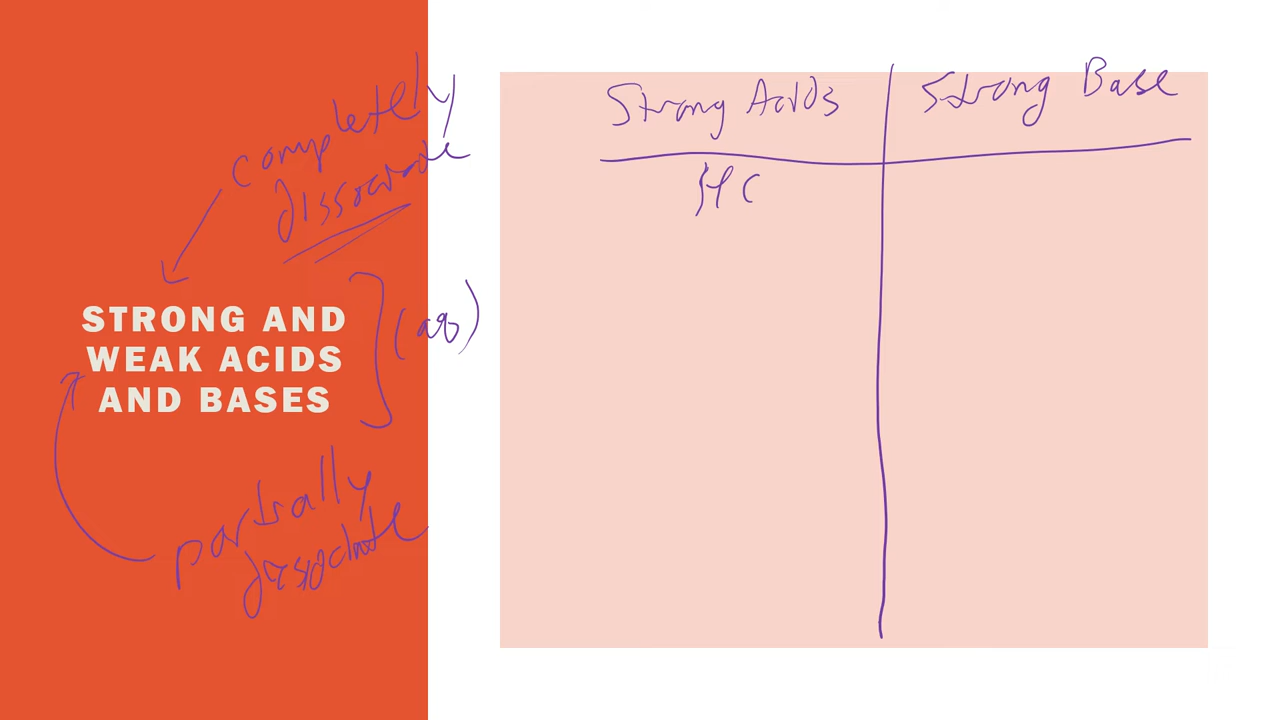 completely
dissociate
STRONG AND
WEAK ACIDS
AND BASES
(aq)
partially
dissociate
Strong Acids
Strong Base
HC